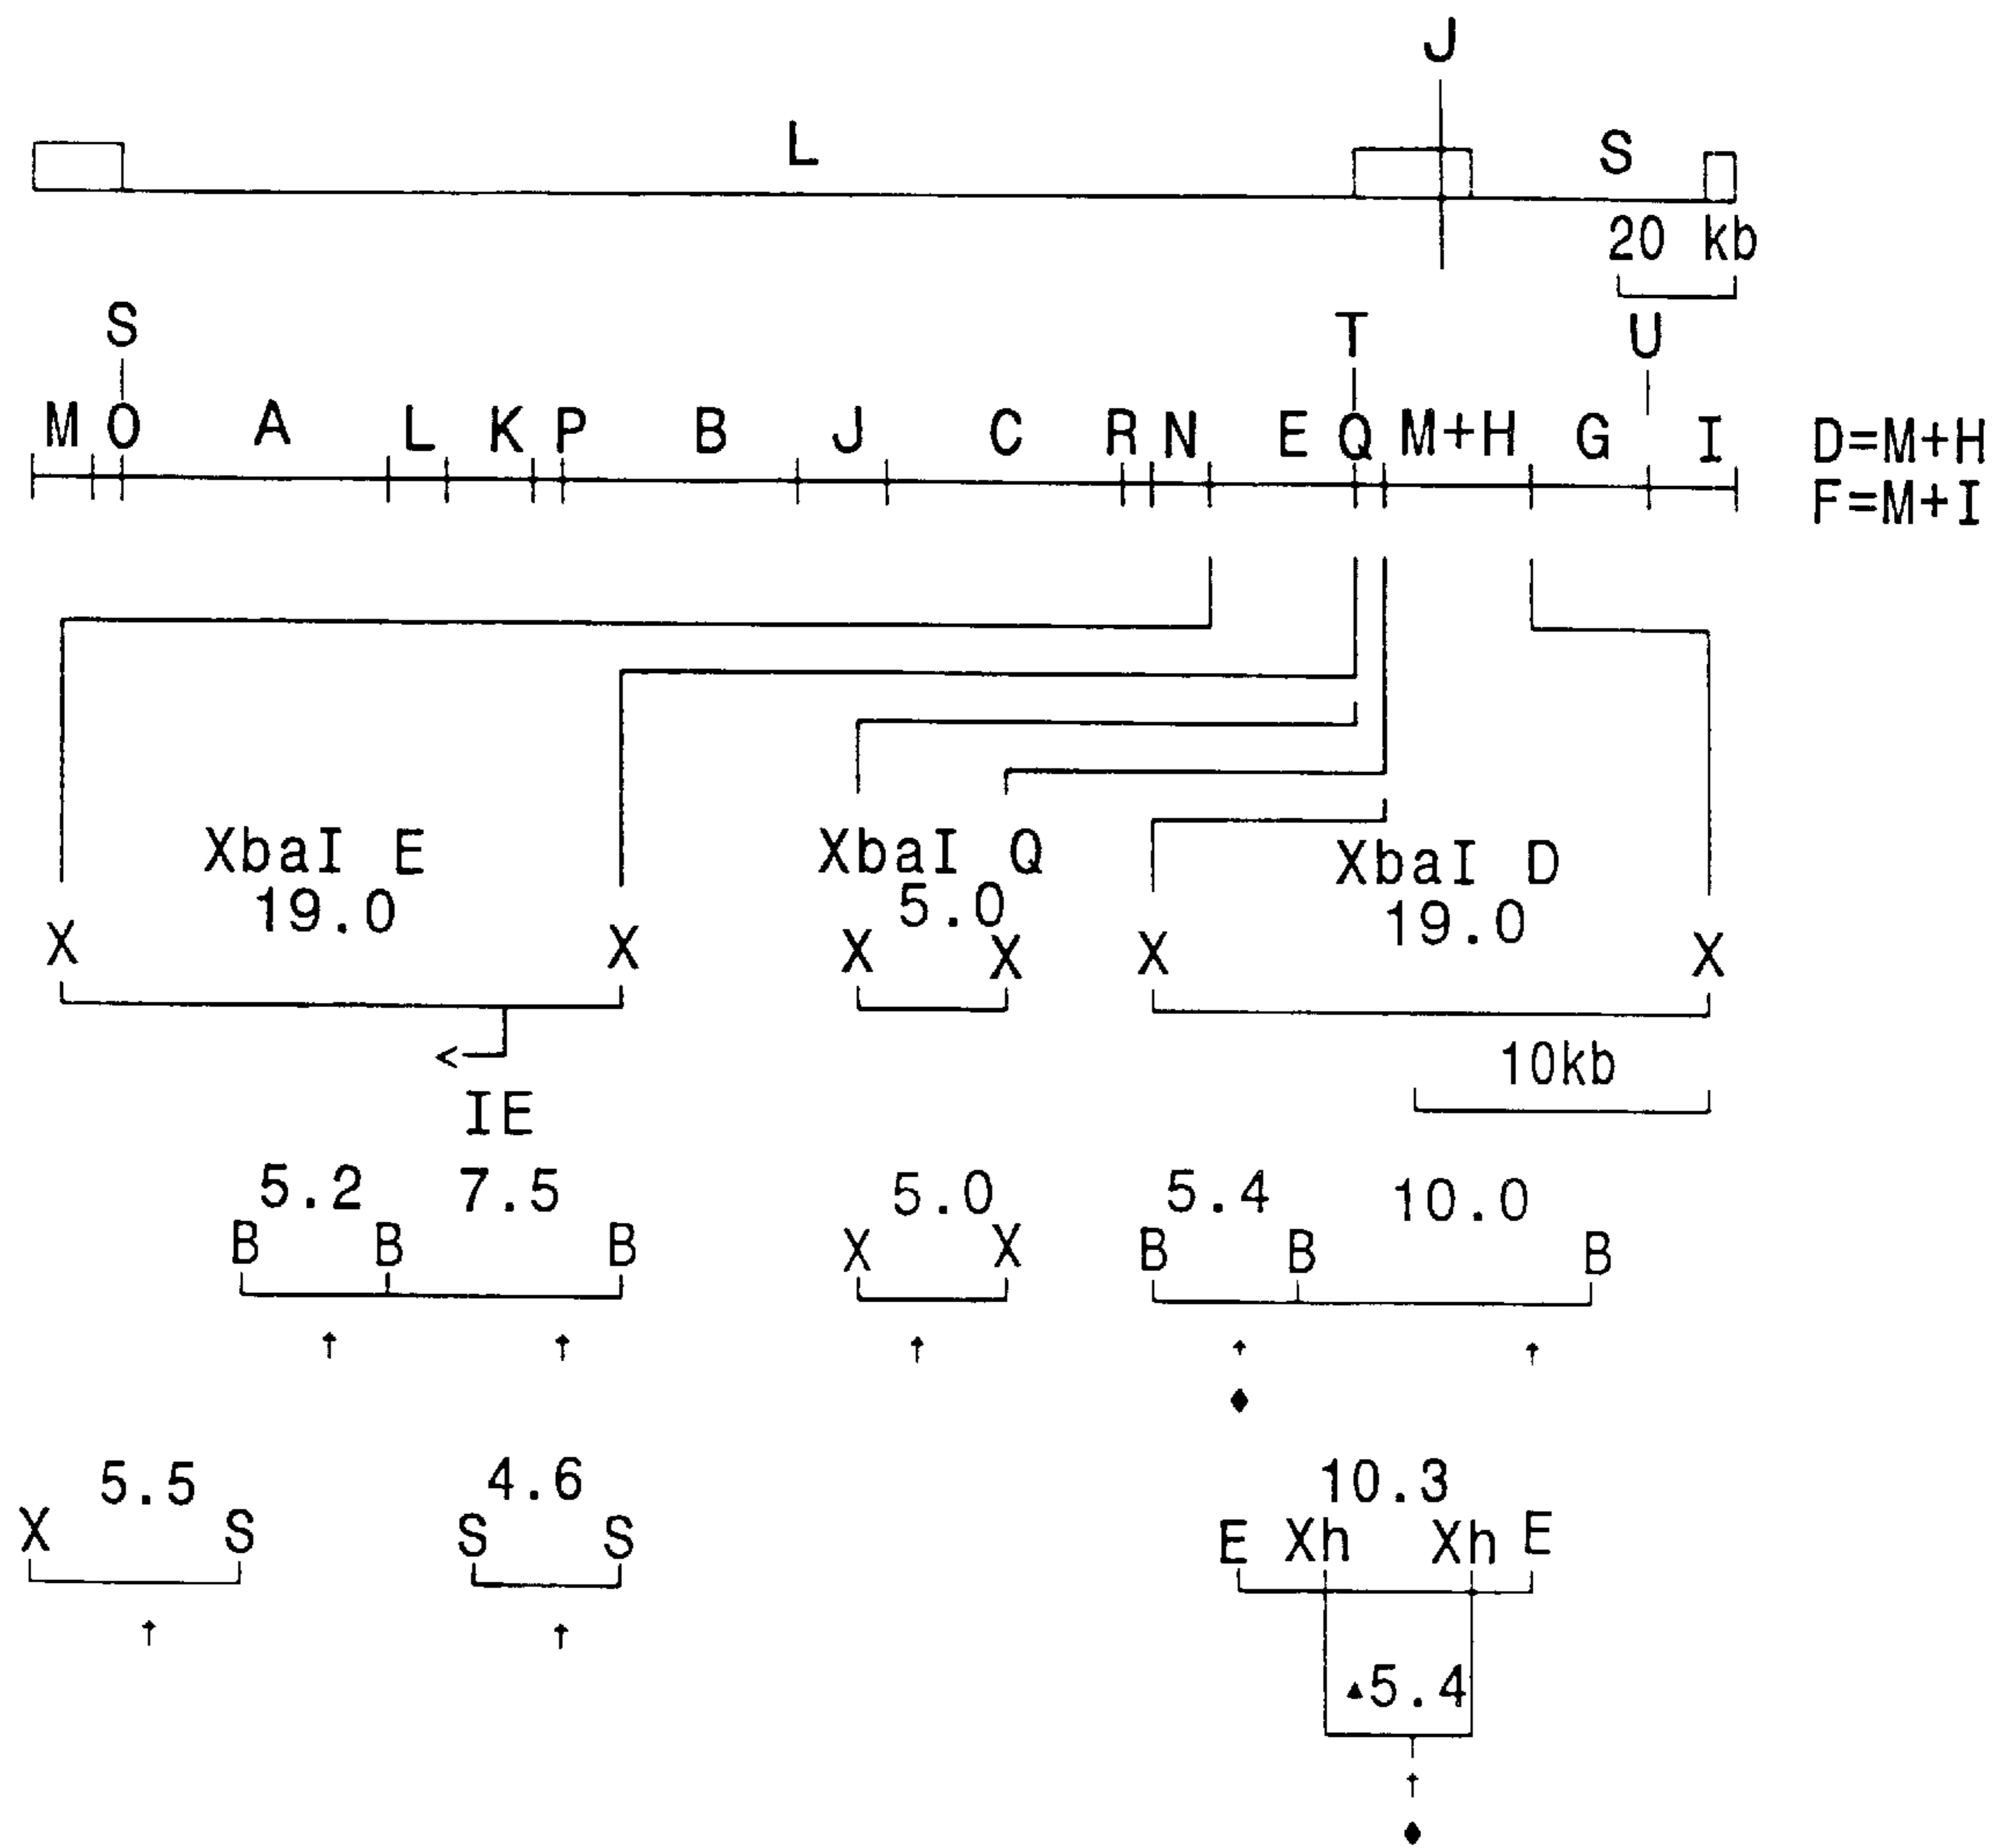 J
L S
20 kb
S T U
M O A L K P B J C R N E Q M+H G I D=M+H
F=M+I
XbaI E XbaI Q XbaI D
19.0 5.0 19.0
X X X X X X
<
10kb
IE
5.2 7.5 5.0 5.4 10.0
B B B X X B B B
5.5 4.6 10.3
X S S S E Xh Xh E
▲5.4